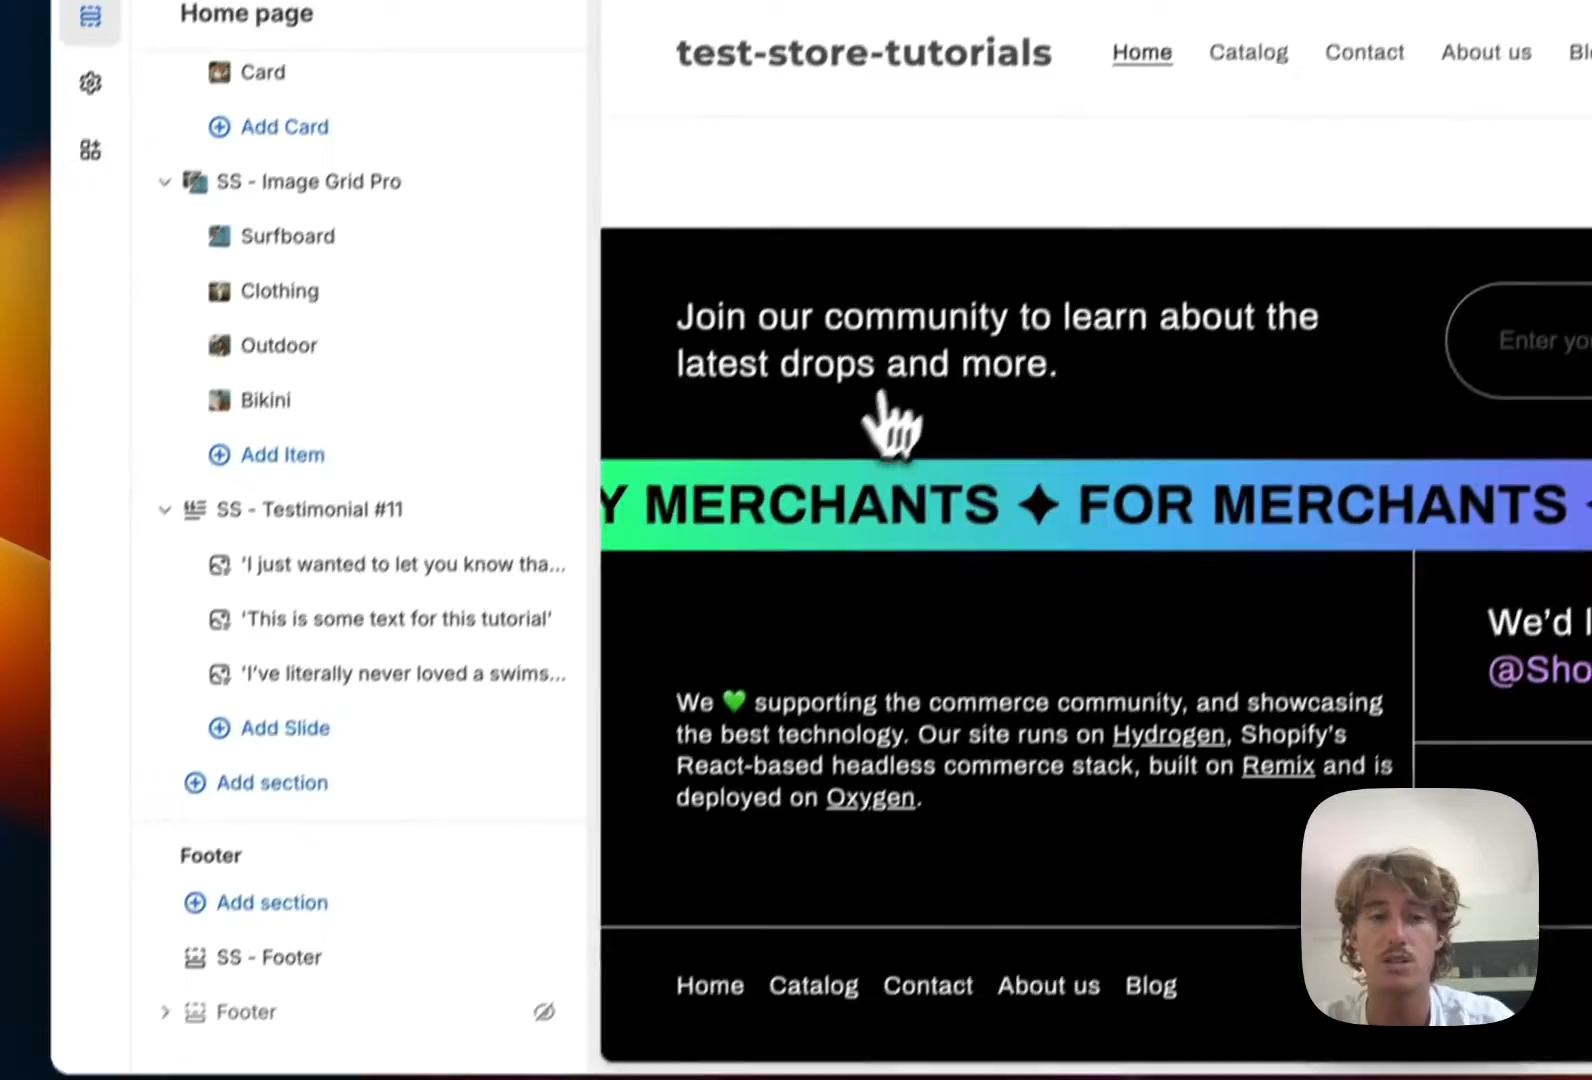 Home page
Card
Add Card
SS - Image Grid Pro
Surfboard
Clothing
Outdoor
Bikini
Add Item
SS - Testimonial #11
'I just wanted to let you know tha...
'This is some text for this tutorial'
'I've literally never loved a swims...
Add Slide
Add section
Footer
Add section
SS - Footer
Footer
test-store-tutorials
Home Catalog Contact About us Bl
Join our community to learn about the
latest drops and more.
Enter yo
Y MERCHANTS ✦ FOR MERCHANTS
We 💚 supporting the commerce community, and showcasing
the best technology. Our site runs on Hydrogen, Shopify's
React-based headless commerce stack, built on Remix and is
deployed on Oxygen.
We'd l
@Sho
Home Catalog Contact About us Blog